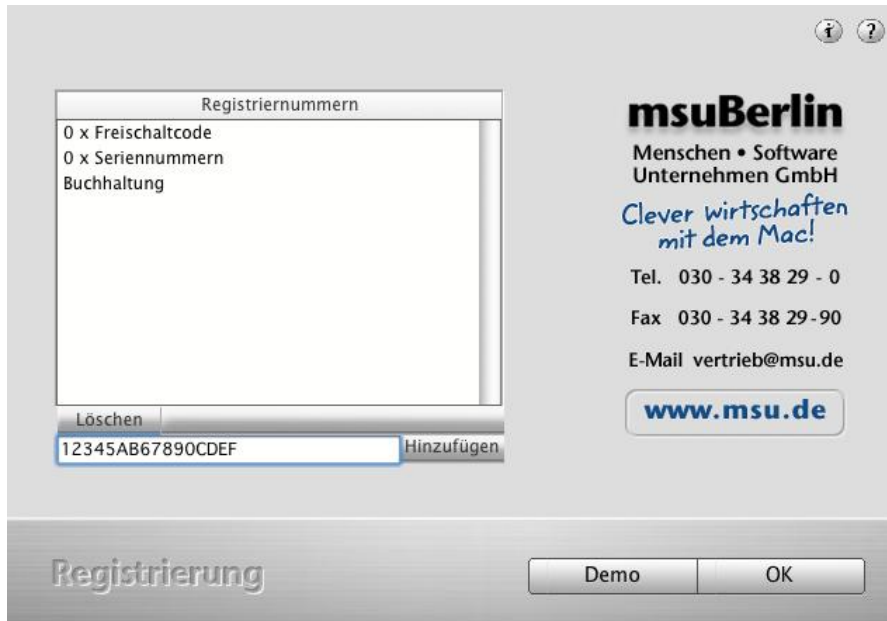 i ?
Registriernummern
0 x Freischaltcode
0 x Seriennummern
Buchhaltung
Löschen
12345AB67890CDEF
Hinzufügen
msuBerlin
Menschen • Software
Unternehmen GmbH
Clever wirtschaften
mit dem Mac!
Tel. 030 - 34 38 29 - 0
Fax 030 - 34 38 29-90
E-Mail vertrieb@msu.de
www.msu.de
Registrierung
Demo
OK